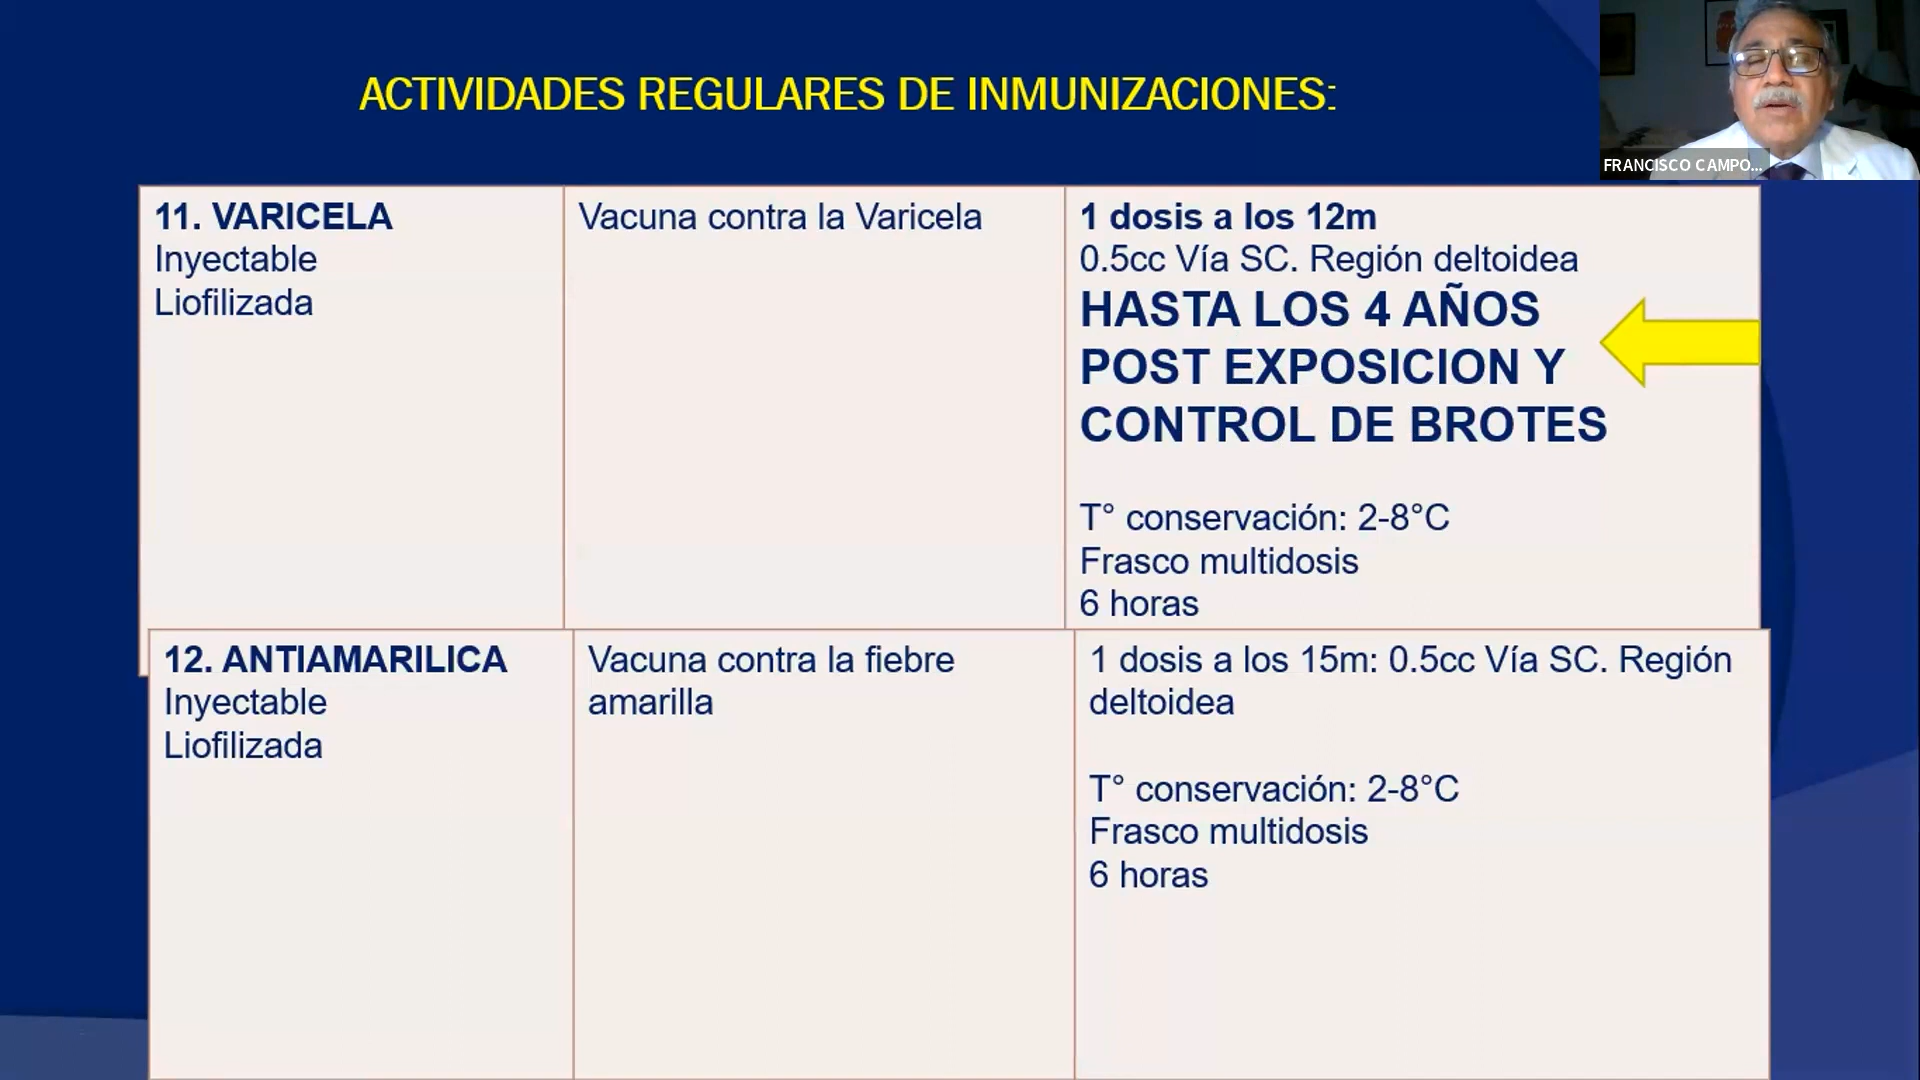 ACTIVIDADES REGULARES DE INMUNIZACIONES:
FRANCISCO CAMPO...
11. VARICELA
Inyectable
Liofilizada
Vacuna contra la Varicela
1 dosis a los 12m
0.5cc Vía SC. Región deltoidea
HASTA LOS 4 AÑOS
POST EXPOSICION Y
CONTROL DE BROTES
T° conservación: 2-8°C
Frasco multidosis
6 horas
12. ANTIAMARILICA
Inyectable
Liofilizada
Vacuna contra la fiebre
amarilla
1 dosis a los 15m: 0.5cc Vía SC. Región
deltoidea
T° conservación: 2-8°C
Frasco multidosis
6 horas